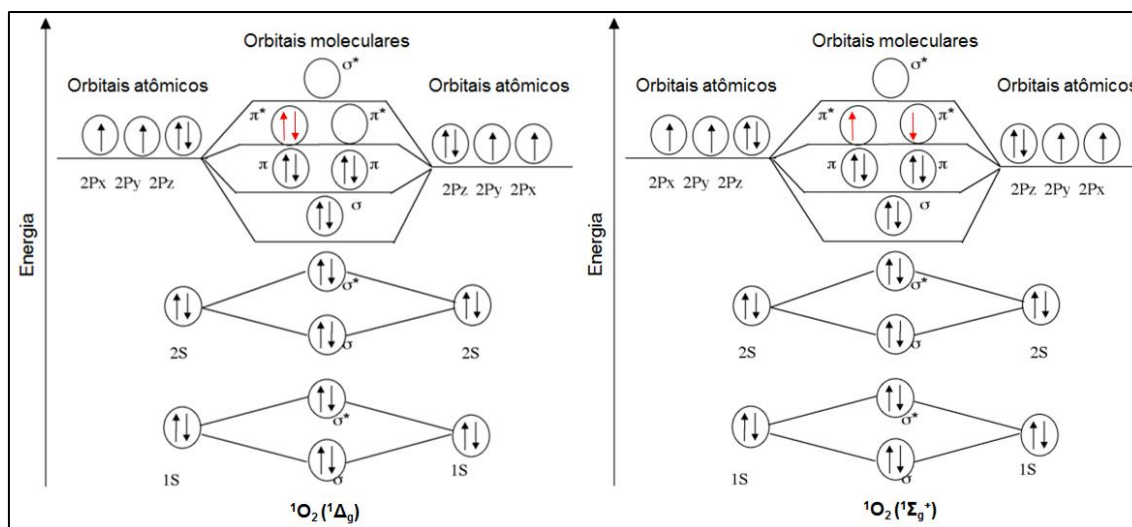 Orbitais moleculares
σ*
Orbitais atômicos
Orbitais atômicos
π*
π*
π
π
2Px 2Py 2Pz
2Pz 2Py 2Px
σ
Energia
σ*
2S
2S
σ
σ*
1S
1S
σ
¹O₂ (¹Δg)
Orbitais moleculares
σ*
Orbitais atômicos
Orbitais atômicos
π*
π*
π
π
2Px 2Py 2Pz
2Pz 2Py 2Px
σ
Energia
σ*
2S
2S
σ
σ*
1S
1S
σ
¹O₂ (¹Σg⁺)